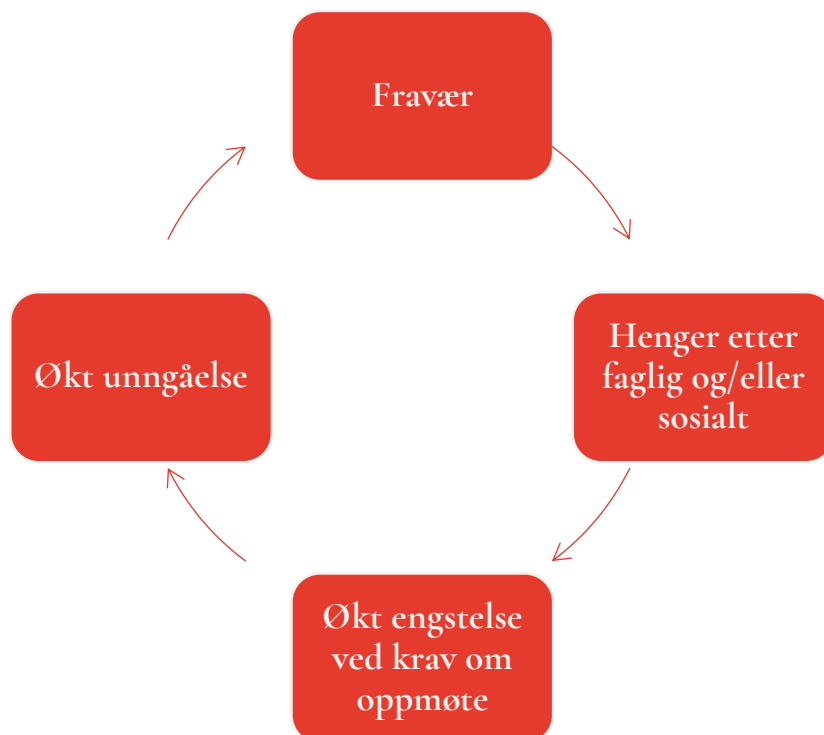 Fravær
Henger etter
faglig og/eller
sosialt
Økt engstelse
ved krav om
oppmøte
Økt unngåelse